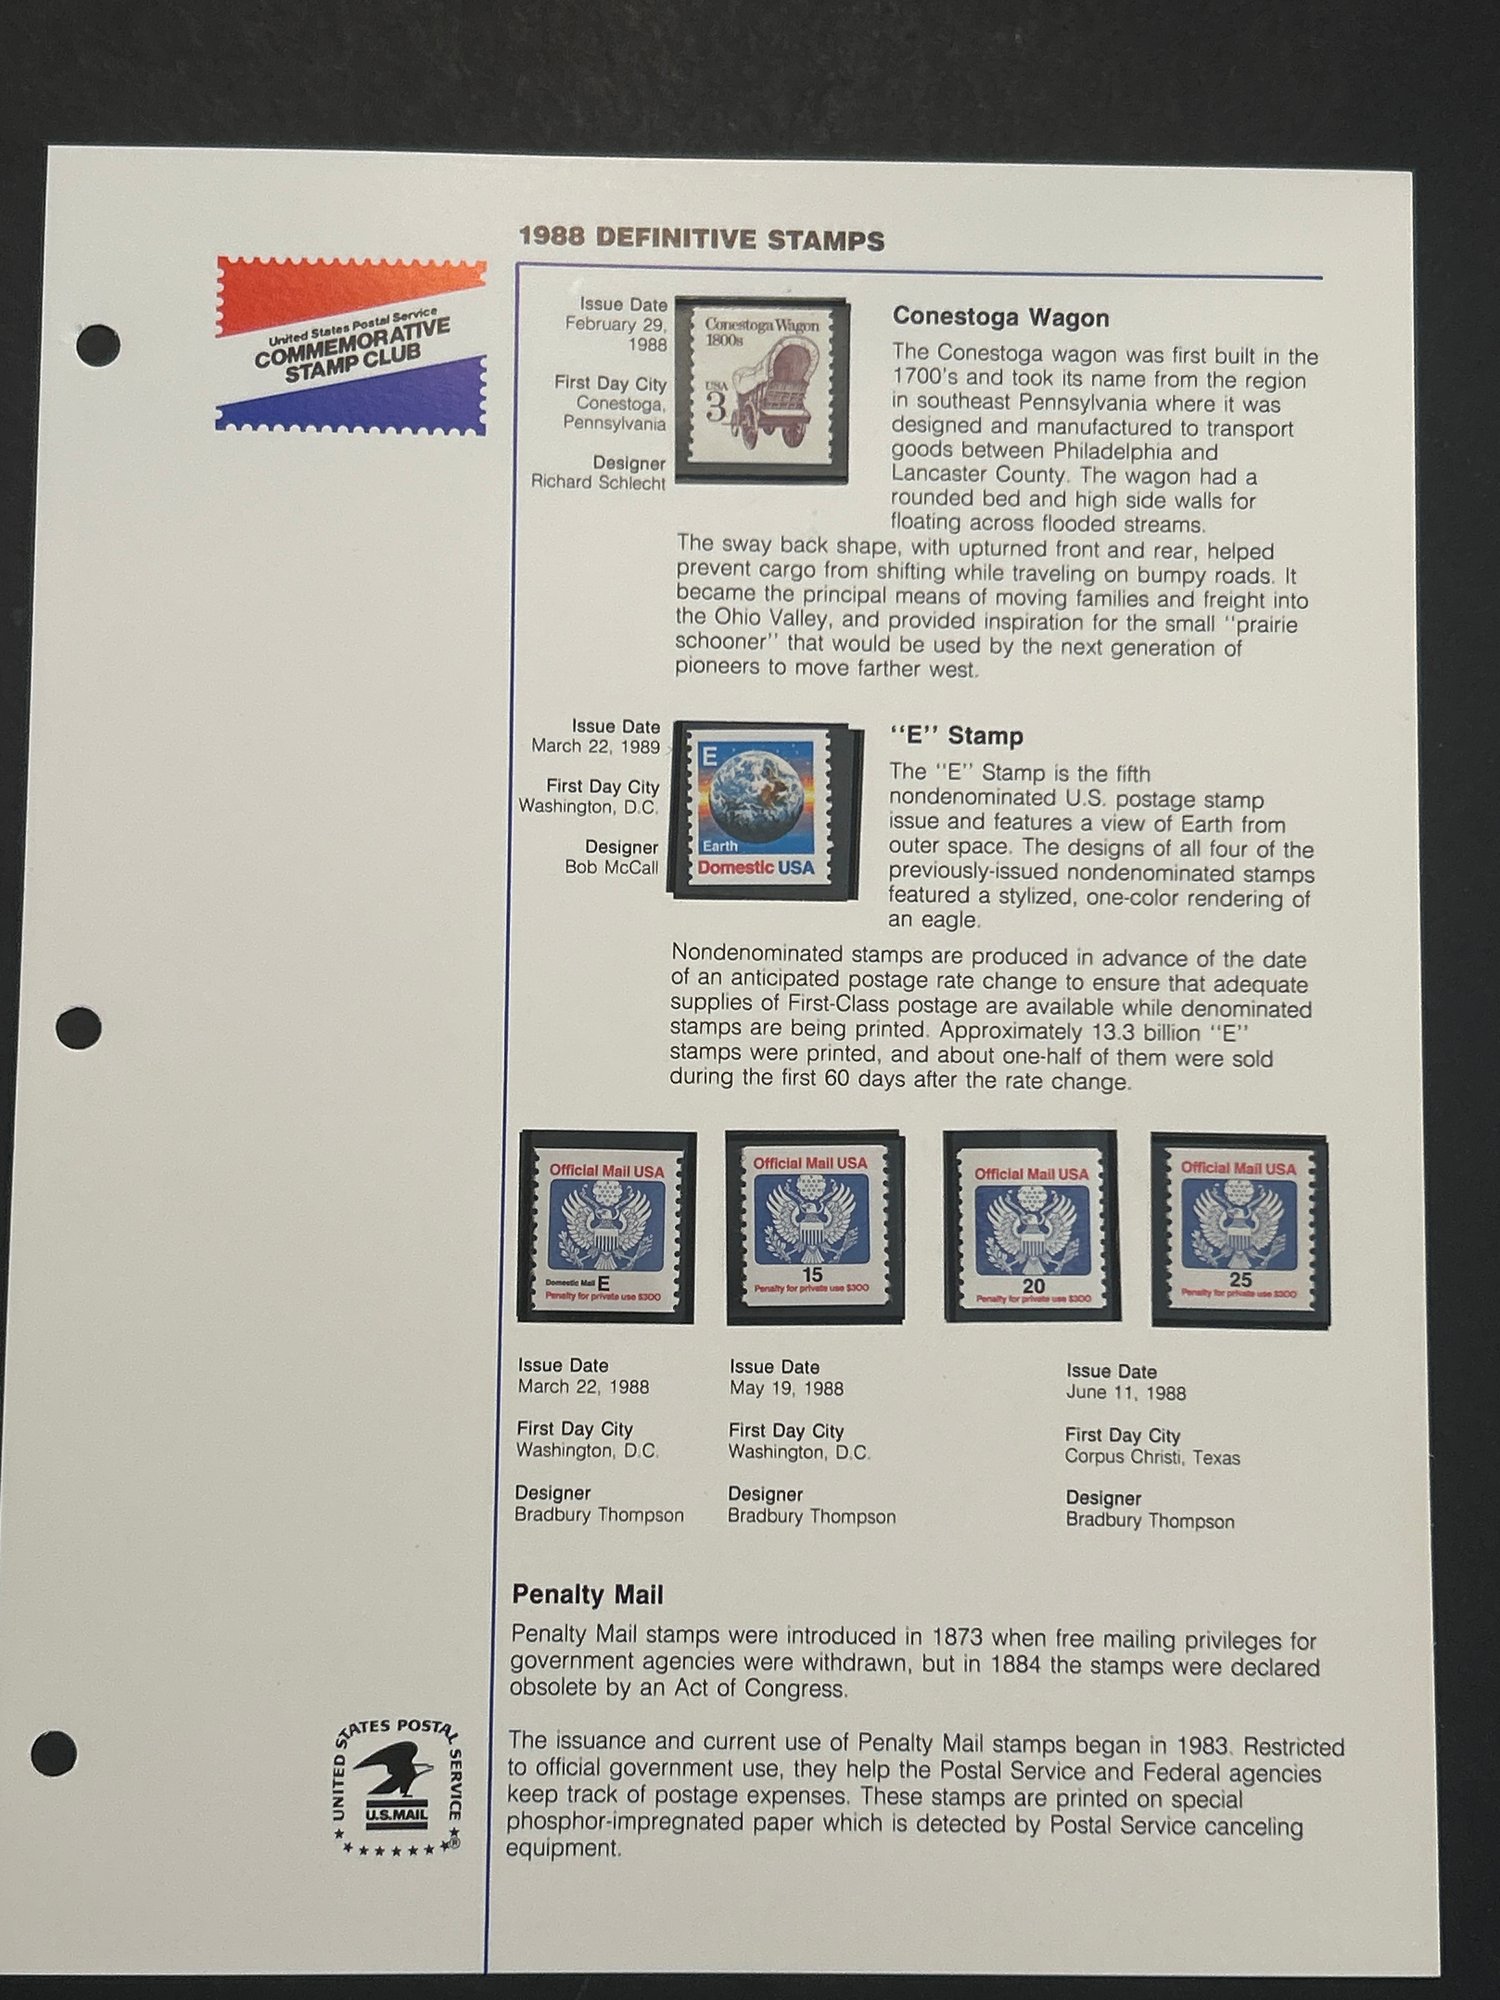 1988 DEFINITIVE STAMPS
United States Postal Service
COMMEMORATIVE
STAMP CLUB
Issue Date
February 29,
1988
First Day City
Conestoga,
Pennsylvania
Designer
Richard Schlecht
Conestoga Wagon
1800s
USA
3
Conestoga Wagon
The Conestoga wagon was first built in the
1700's and took its name from the region
in southeast Pennsylvania where it was
designed and manufactured to transport
goods between Philadelphia and
Lancaster County. The wagon had a
rounded bed and high side walls for
floating across flooded streams.
The sway back shape, with upturned front and rear, helped
prevent cargo from shifting while traveling on bumpy roads. It
became the principal means of moving families and freight into
the Ohio Valley, and provided inspiration for the small "prairie
schooner" that would be used by the next generation of
pioneers to move farther west.
Issue Date
March 22, 1989
First Day City
Washington, D.C.
Designer
Bob McCall
E
Earth
Domestic USA
"E" Stamp
The "E" Stamp is the fifth
nondenominated U.S. postage stamp
issue and features a view of Earth from
outer space. The designs of all four of the
previously-issued nondenominated stamps
featured a stylized, one-color rendering of
an eagle.
Nondenominated stamps are produced in advance of the date
of an anticipated postage rate change to ensure that adequate
supplies of First-Class postage are available while denominated
stamps are being printed. Approximately 13.3 billion "E"
stamps were printed, and about one-half of them were sold
during the first 60 days after the rate change.
Official Mail USA
Domestic Mail E
Penalty for private use $300
Official Mail USA
15
Penalty for private use $300
Official Mail USA
20
Penalty for private use $300
Official Mail USA
25
Penalty for private use $300
Issue Date
March 22, 1988
First Day City
Washington, D.C.
Designer
Bradbury Thompson
Issue Date
May 19, 1988
First Day City
Washington, D.C.
Designer
Bradbury Thompson
Issue Date
June 11, 1988
First Day City
Corpus Christi, Texas
Designer
Bradbury Thompson
Penalty Mail
Penalty Mail stamps were introduced in 1873 when free mailing privileges for
government agencies were withdrawn, but in 1884 the stamps were declared
obsolete by an Act of Congress.
The issuance and current use of Penalty Mail stamps began in 1983. Restricted
to official government use, they help the Postal Service and Federal agencies
keep track of postage expenses. These stamps are printed on special
phosphor-impregnated paper which is detected by Postal Service canceling
equipment.
UNITED STATES POSTAL SERVICE
U.S.MAIL
®